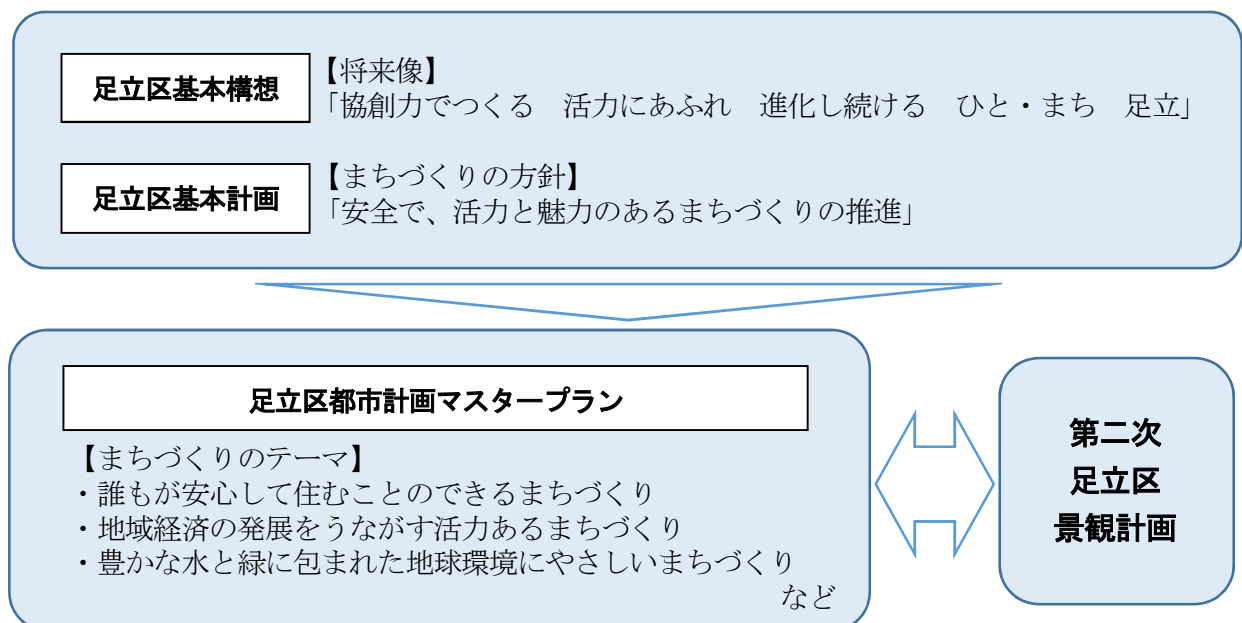 足立区基本構想
【将来像】
「協創力でつくる　活力にあふれ　進化し続ける　ひと・まち　足立」
足立区基本計画
【まちづくりの方針】
「安全で、活力と魅力のあるまちづくりの推進」
足立区都市計画マスタープラン
【まちづくりのテーマ】
・誰もが安心して住むことのできるまちづくり
・地域経済の発展をうながす活力あるまちづくり
・豊かな水と緑に包まれた地球環境にやさしいまちづくり
など
第二次
足立区
景観計画